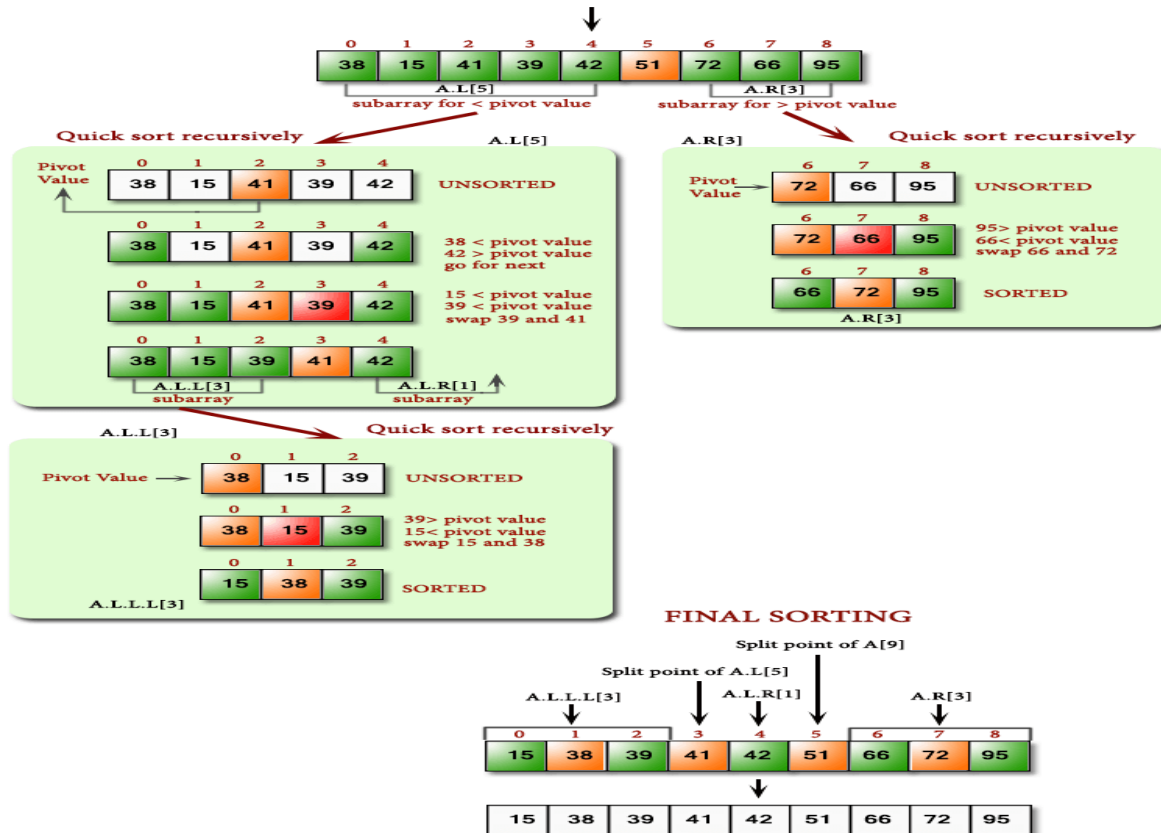 0 1 2 3 4 5 6 7 8
38 15 41 39 42 51 72 66 95
A.L[5] A.R[3]
subarray for < pivot value subarray for > pivot value
Quick sort recursively A.L[5]
0 1 2 3 4
Pivot Value
38 15 41 39 42 UNSORTED
0 1 2 3 4
38 15 41 39 42
38 < pivot value
42 > pivot value
go for next
0 1 2 3 4
38 15 41 39 42
15 < pivot value
39 < pivot value
swap 39 and 41
0 1 2 3 4
38 15 39 41 42
A.L.L[3] A.L.R[1]
subarray subarray
A.R[3] Quick sort recursively
6 7 8
Pivot Value
72 66 95 UNSORTED
6 7 8
72 66 95
95> pivot value
66< pivot value
swap 66 and 72
6 7 8
66 72 95 SORTED
A.R[3]
A.L.L[3] Quick sort recursively
0 1 2
Pivot Value 38 15 39 UNSORTED
0 1 2
38 15 39
39> pivot value
15< pivot value
swap 15 and 38
0 1 2
15 38 39 SORTED
A.L.L.L[3]
FINAL SORTING
Split point of A[9]
Split point of A.L[5]
A.L.L.L[3] A.L.R[1] A.R[3]
0 1 2 3 4 5 6 7 8
15 38 39 41 42 51 66 72 95
15 38 39 41 42 51 66 72 95